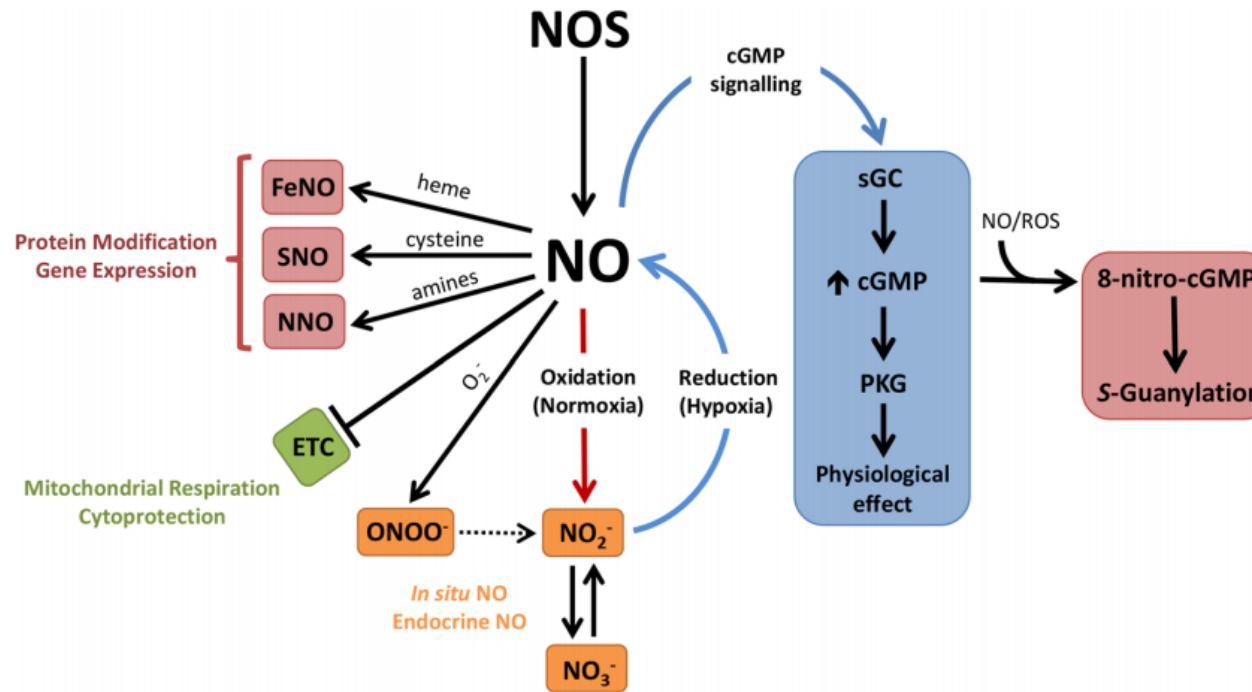 NOS
cGMP
signalling
FeNO
heme
sGC
NO/ROS
Protein Modification
Gene Expression
SNO
cysteine
NO
↑ cGMP
8-nitro-cGMP
NNO
amines
O₂⁻
Oxidation
(Normoxia)
Reduction
(Hypoxia)
PKG
S-Guanylation
ETC
Mitochondrial Respiration
Cytoprotection
Physiological
effect
ONOO⁻
NO₂⁻
In situ NO
Endocrine NO
NO₃⁻